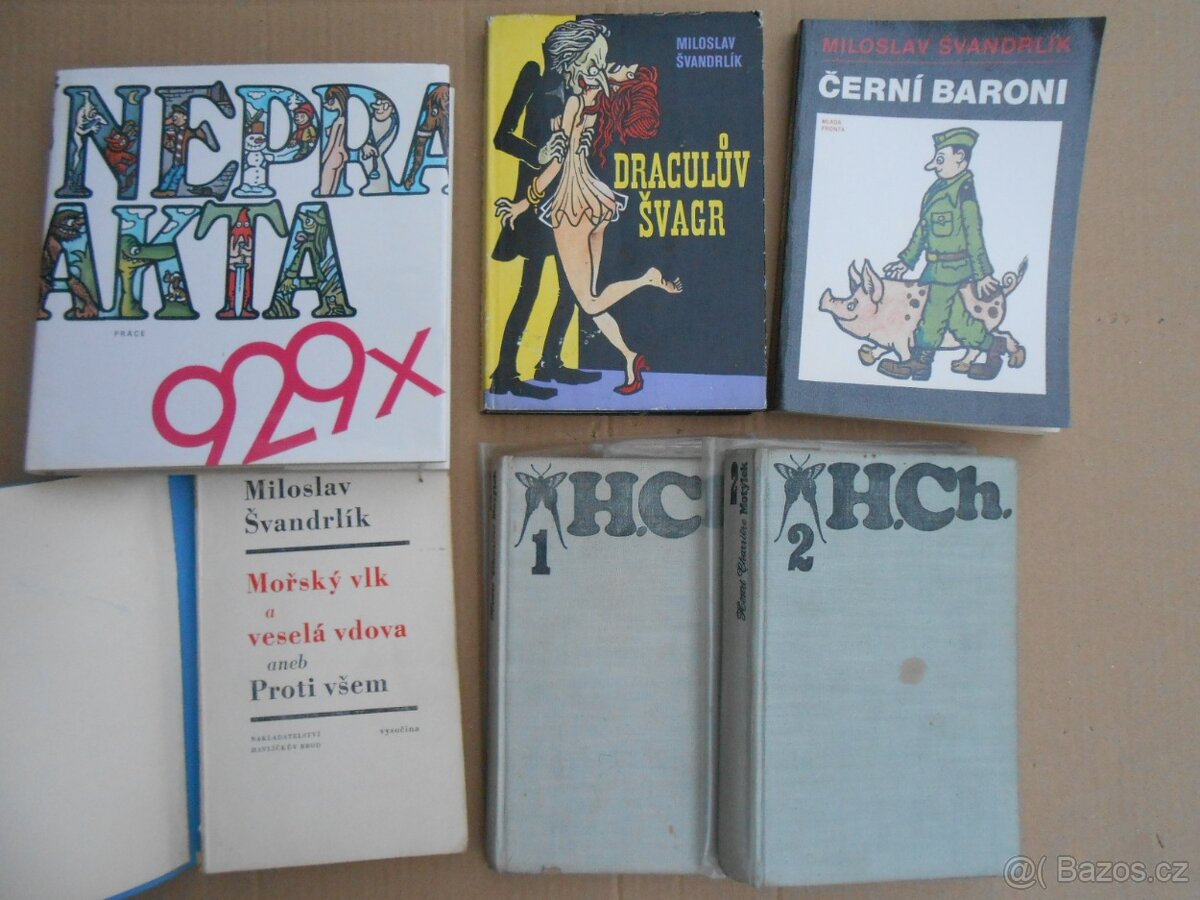 NEPRA
AKTA
PRÁCE
929x
MILOSLAV
ŠVANDRLÍK
DRACULŮV
ŠVAGR
MILOSLAV ŠVANDRLÍK
ČERNÍ BARONI
MLADÁ
FRONTA
Miloslav
Švandrlík
Mořský vlk
a
veselá vdova
aneb
Proti všem
NAKLADATELSTVÍ
HAVLÍČKŮV BROD
vysočina
H.C
1
Henri Charrière Motýlek
2
H.Ch.
2
@( Bazos.cz